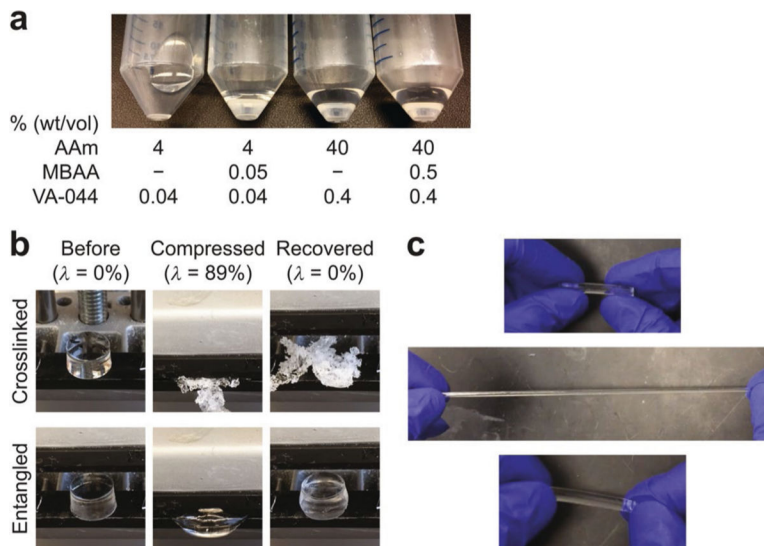 a
% (wt/vol)
AAm 4 4 40 40
MBAA – 0.05 – 0.5
VA-044 0.04 0.04 0.4 0.4
b
Before Compressed Recovered
(λ = 0%) (λ = 89%) (λ = 0%)
Crosslinked
Entangled
c